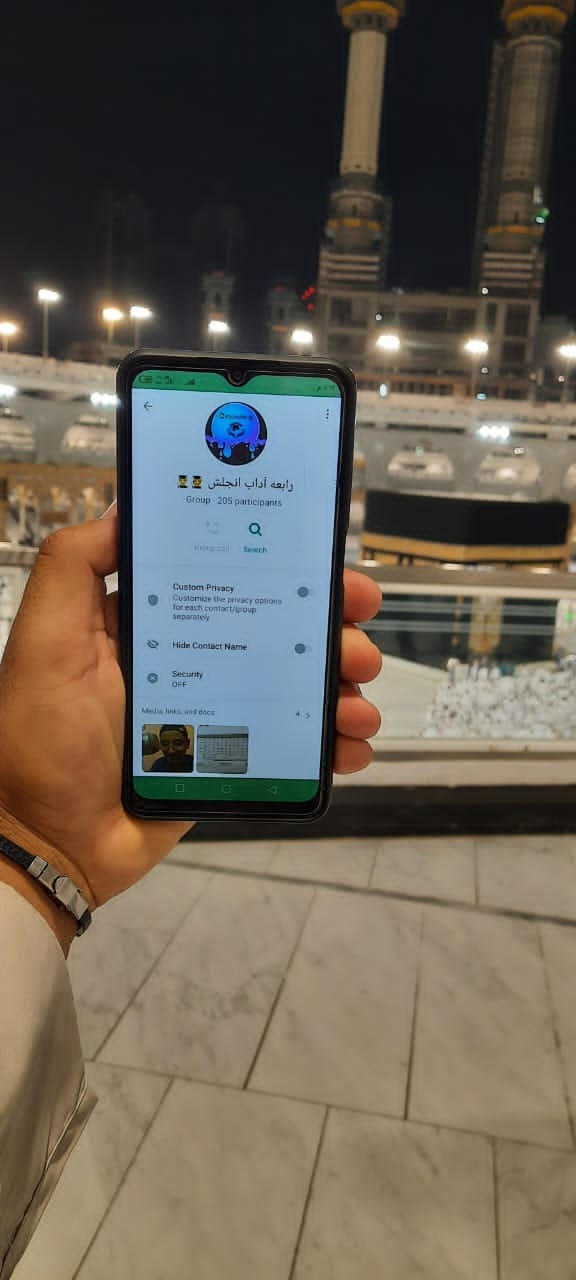 رابعه آداب انجلش 👨‍🎓👨‍🎓
Group · 205 participants
Group call
Search
Custom Privacy
Customize the privacy options
for each contact/group
separately
Hide Contact Name
Security
OFF
Media, links, and docs
4